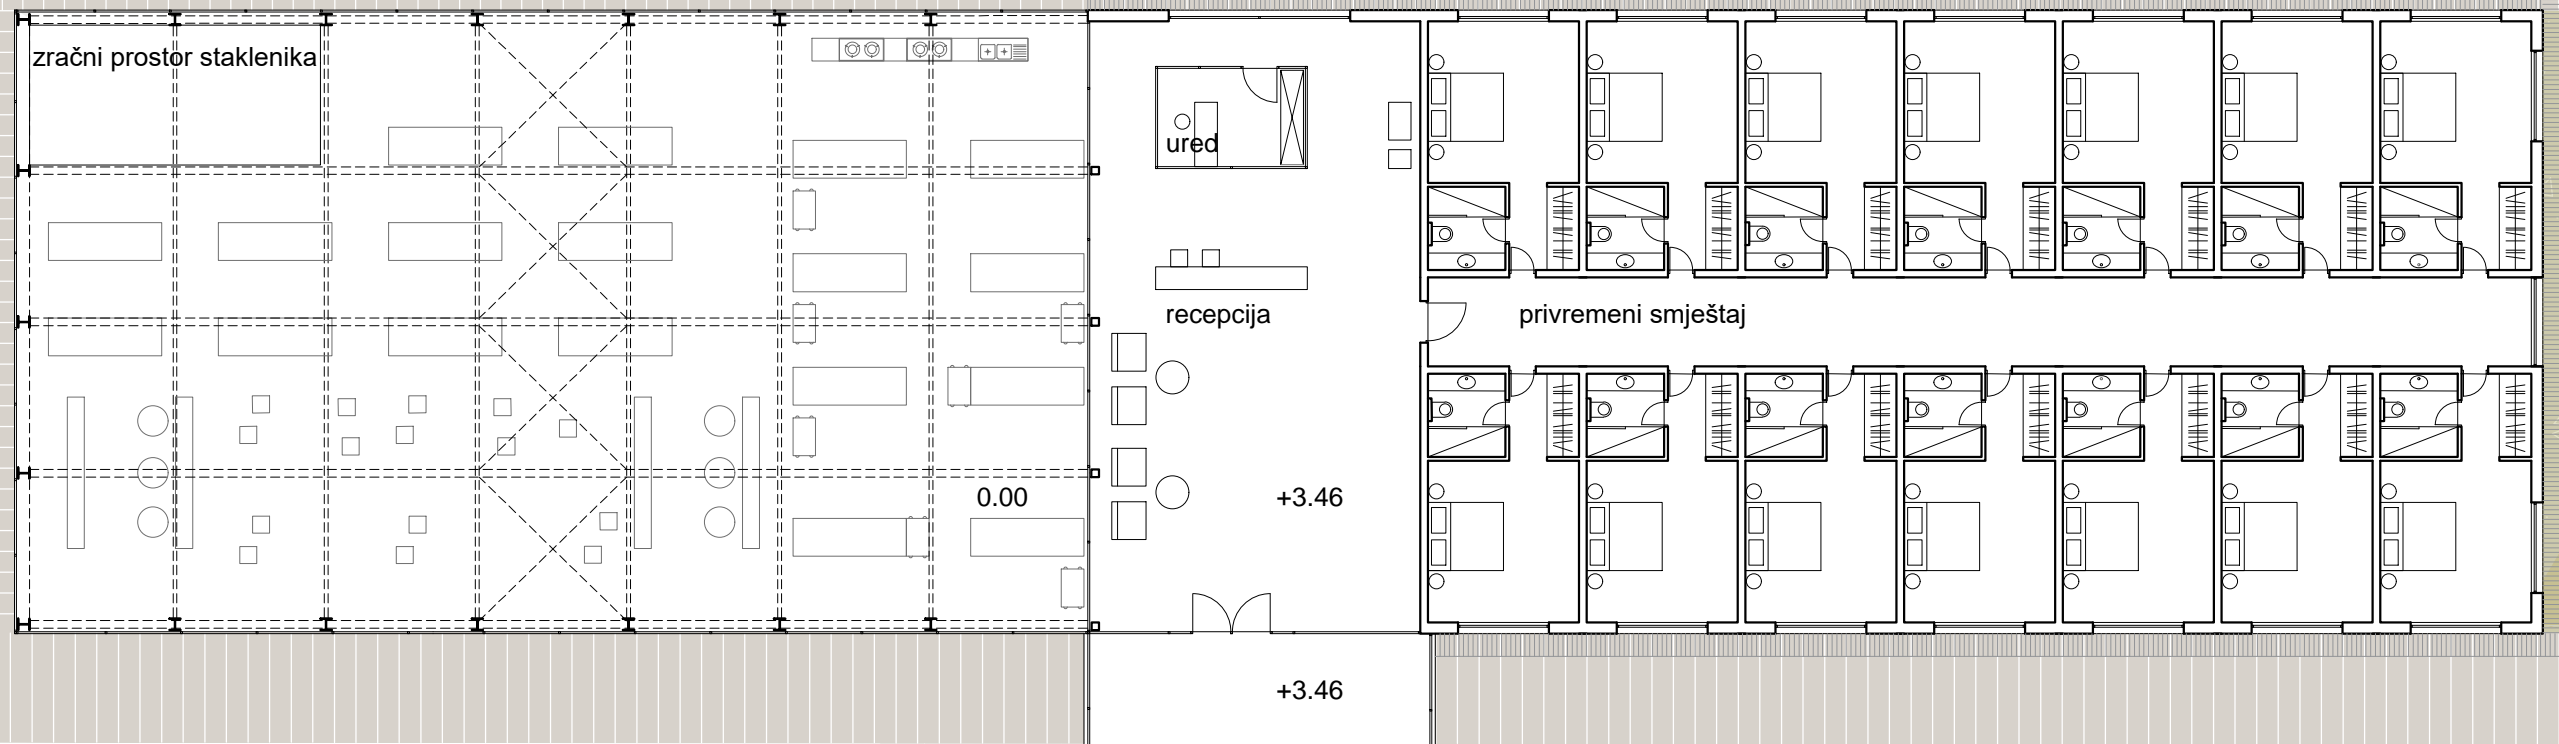 zračni prostor staklenika
ured
recepcija
privremeni smještaj
0.00
+3.46
+3.46